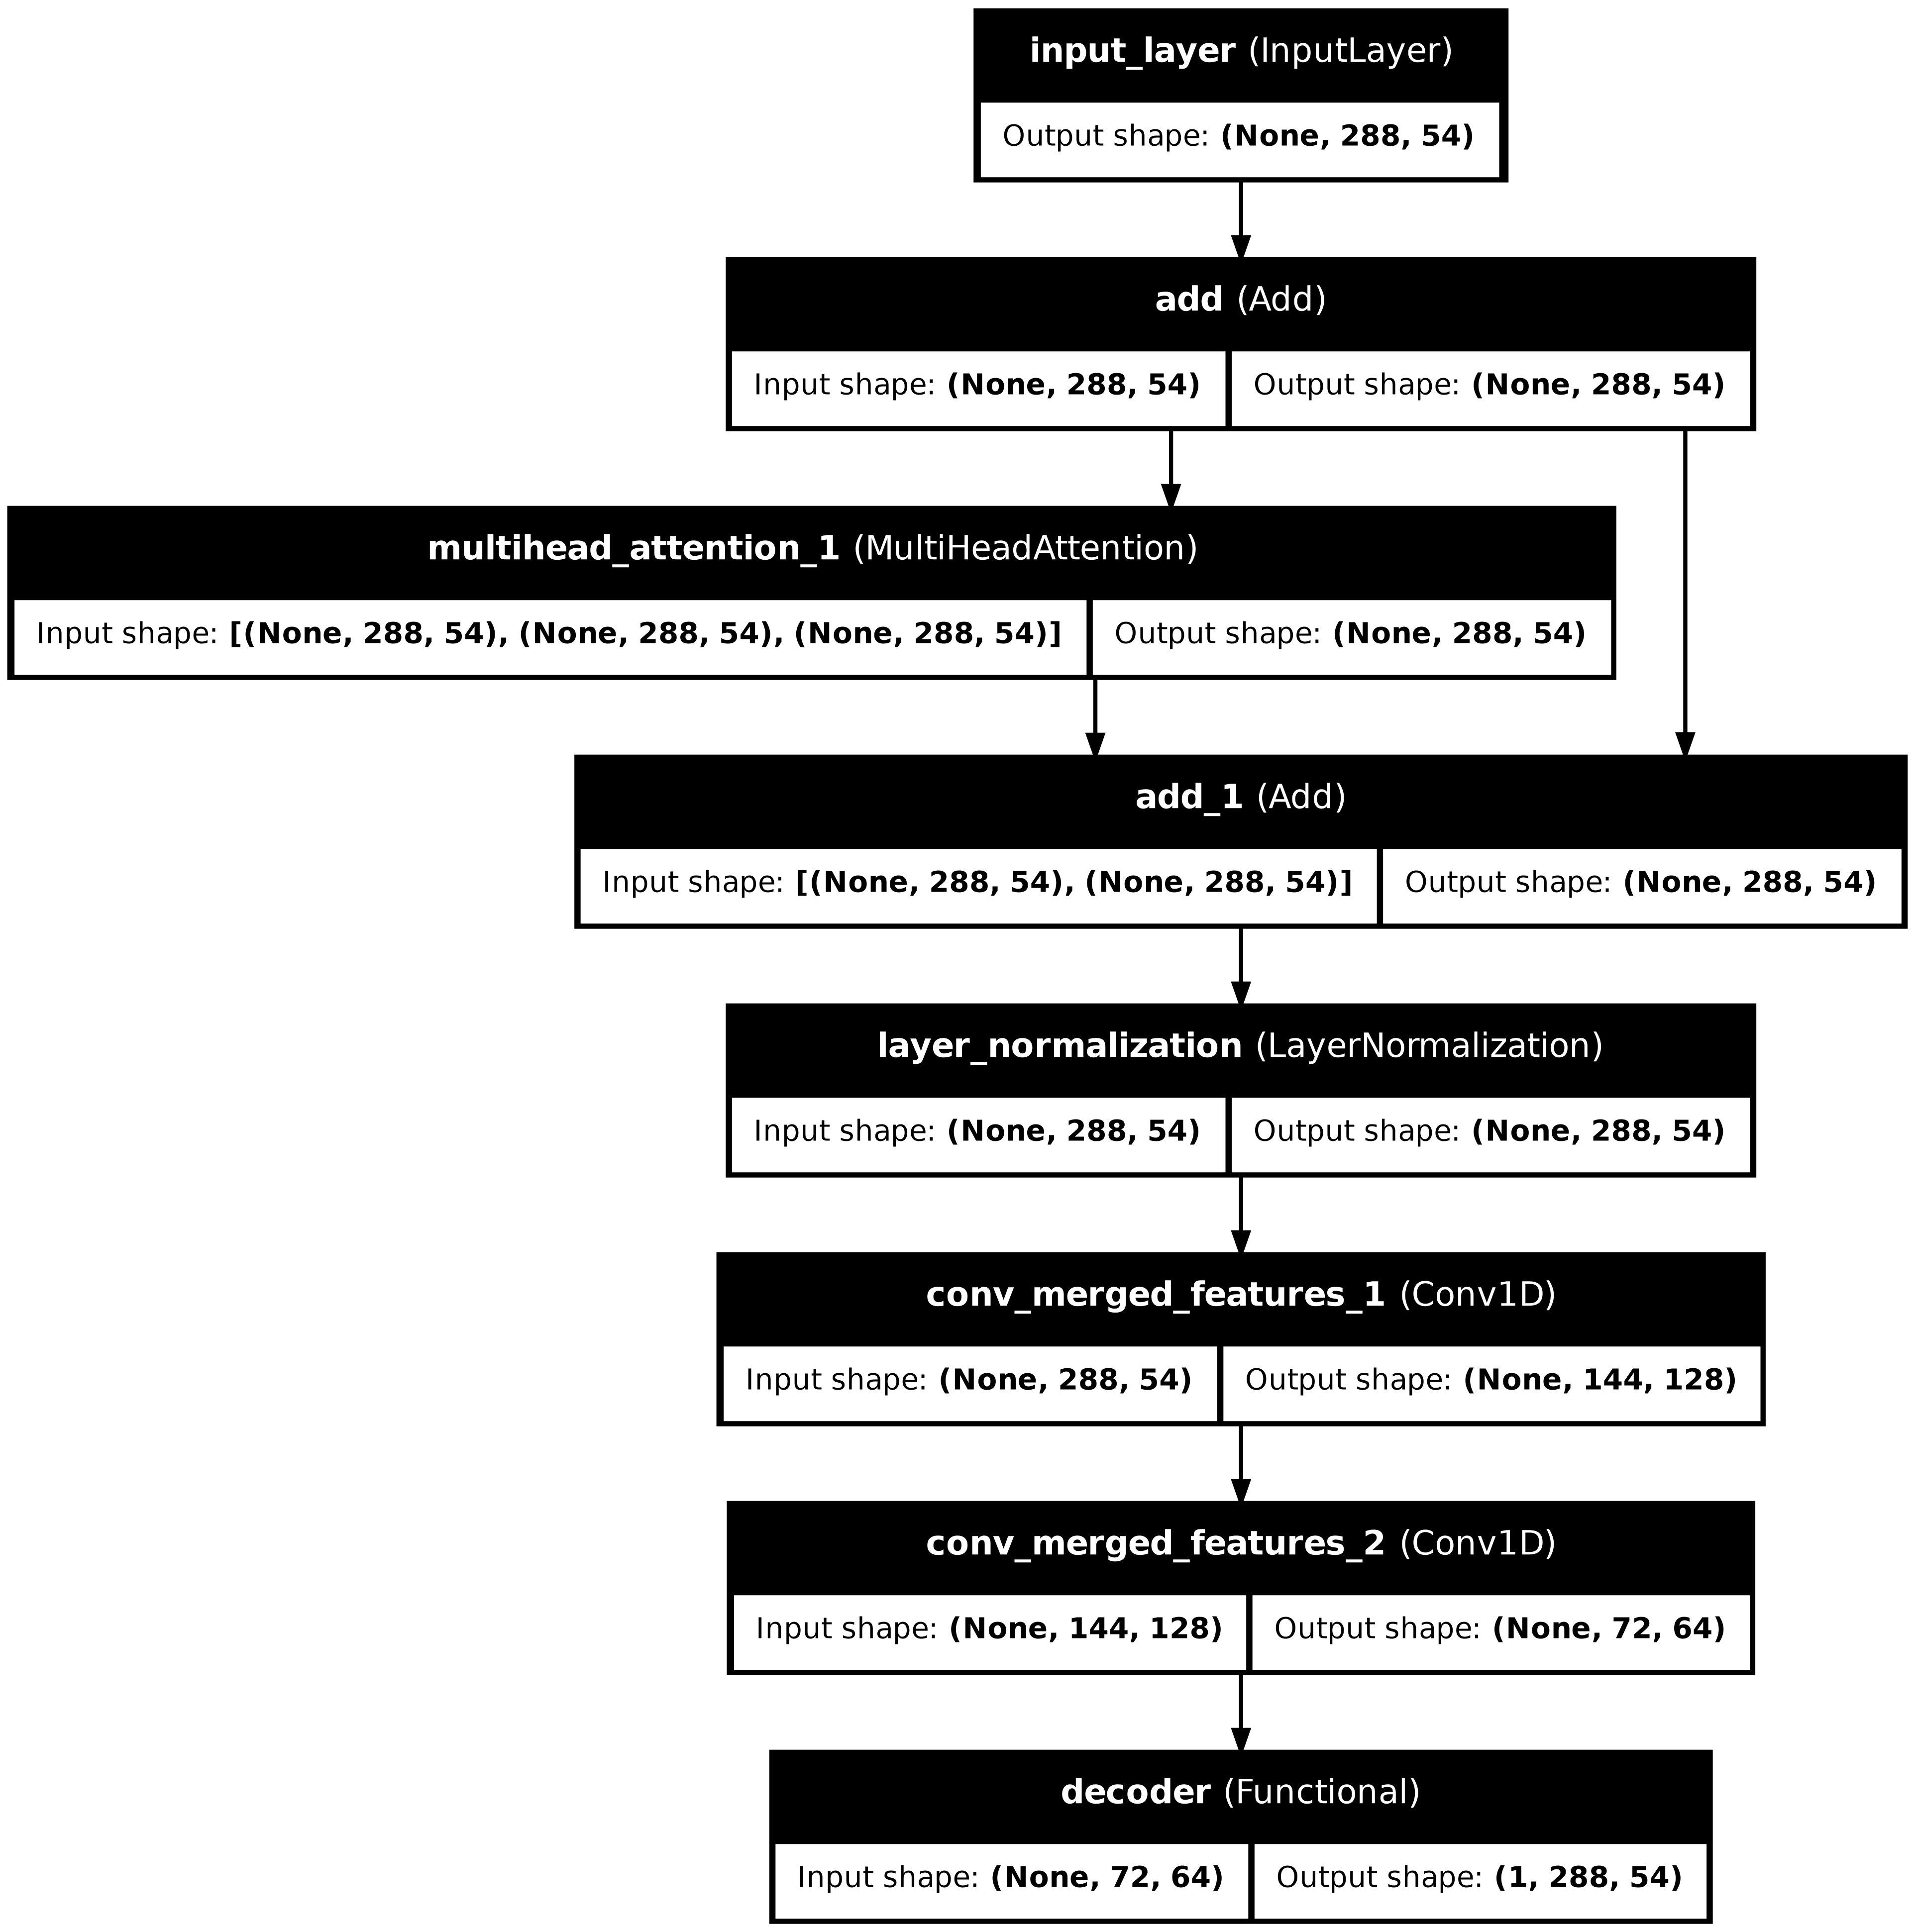 input_layer (InputLayer)
Output shape: (None, 288, 54)
add (Add)
Input shape: (None, 288, 54) Output shape: (None, 288, 54)
multihead_attention_1 (MultiHeadAttention)
Input shape: [(None, 288, 54), (None, 288, 54), (None, 288, 54)] Output shape: (None, 288, 54)
add_1 (Add)
Input shape: [(None, 288, 54), (None, 288, 54)] Output shape: (None, 288, 54)
layer_normalization (LayerNormalization)
Input shape: (None, 288, 54) Output shape: (None, 288, 54)
conv_merged_features_1 (Conv1D)
Input shape: (None, 288, 54) Output shape: (None, 144, 128)
conv_merged_features_2 (Conv1D)
Input shape: (None, 144, 128) Output shape: (None, 72, 64)
decoder (Functional)
Input shape: (None, 72, 64) Output shape: (1, 288, 54)